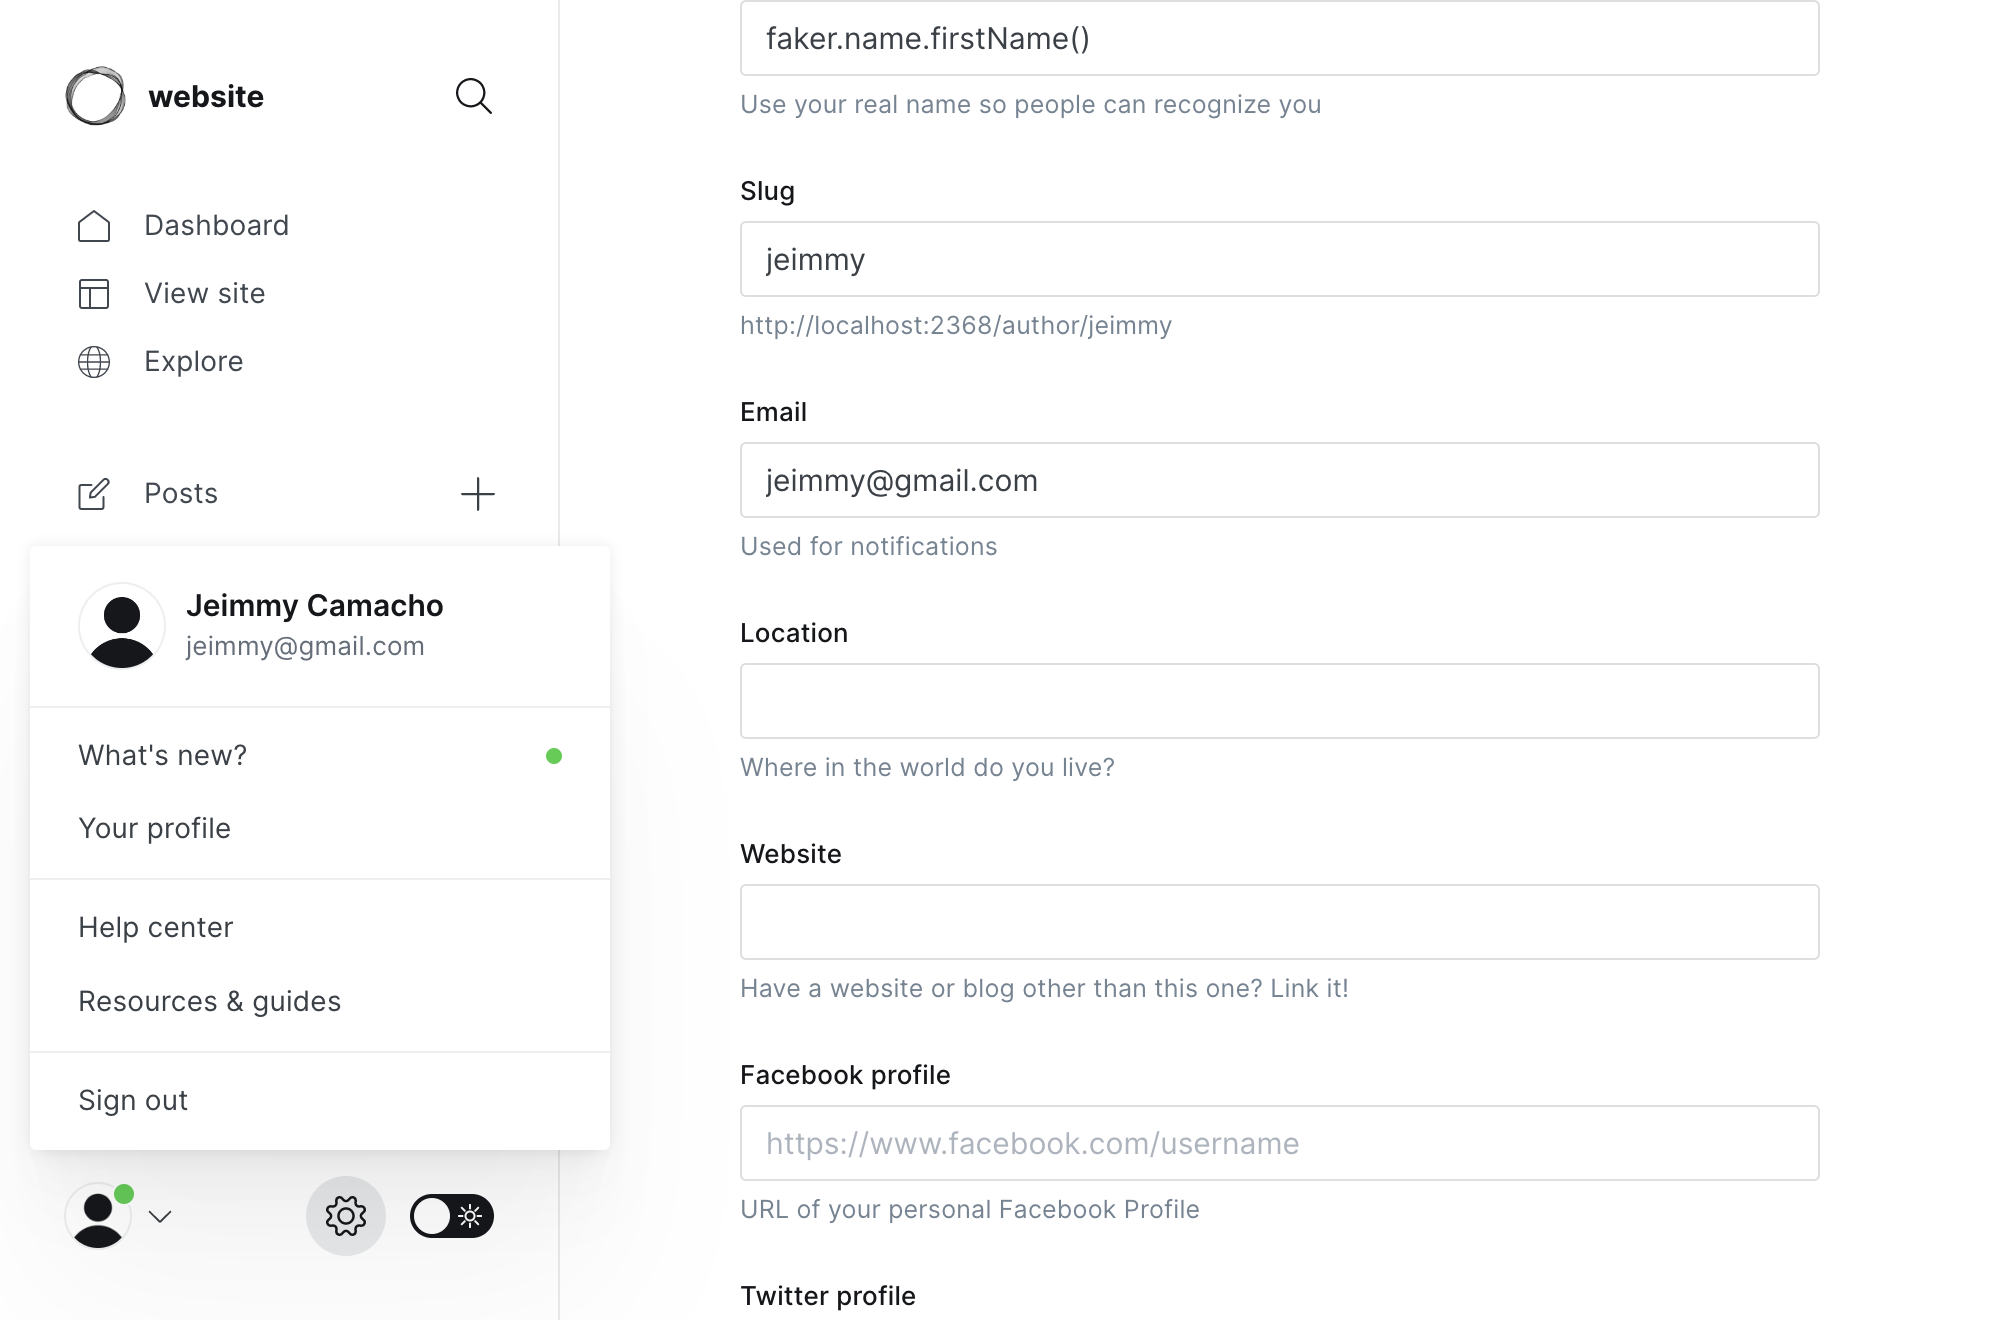 website
Dashboard
View site
Explore
Posts
Jeimmy Camacho
jeimmy@gmail.com
What's new?
Your profile
Help center
Resources & guides
Sign out
faker.name.firstName()
Use your real name so people can recognize you
Slug
jeimmy
http://localhost:2368/author/jeimmy
Email
jeimmy@gmail.com
Used for notifications
Location
Where in the world do you live?
Website
Have a website or blog other than this one? Link it!
Facebook profile
https://www.facebook.com/username
URL of your personal Facebook Profile
Twitter profile